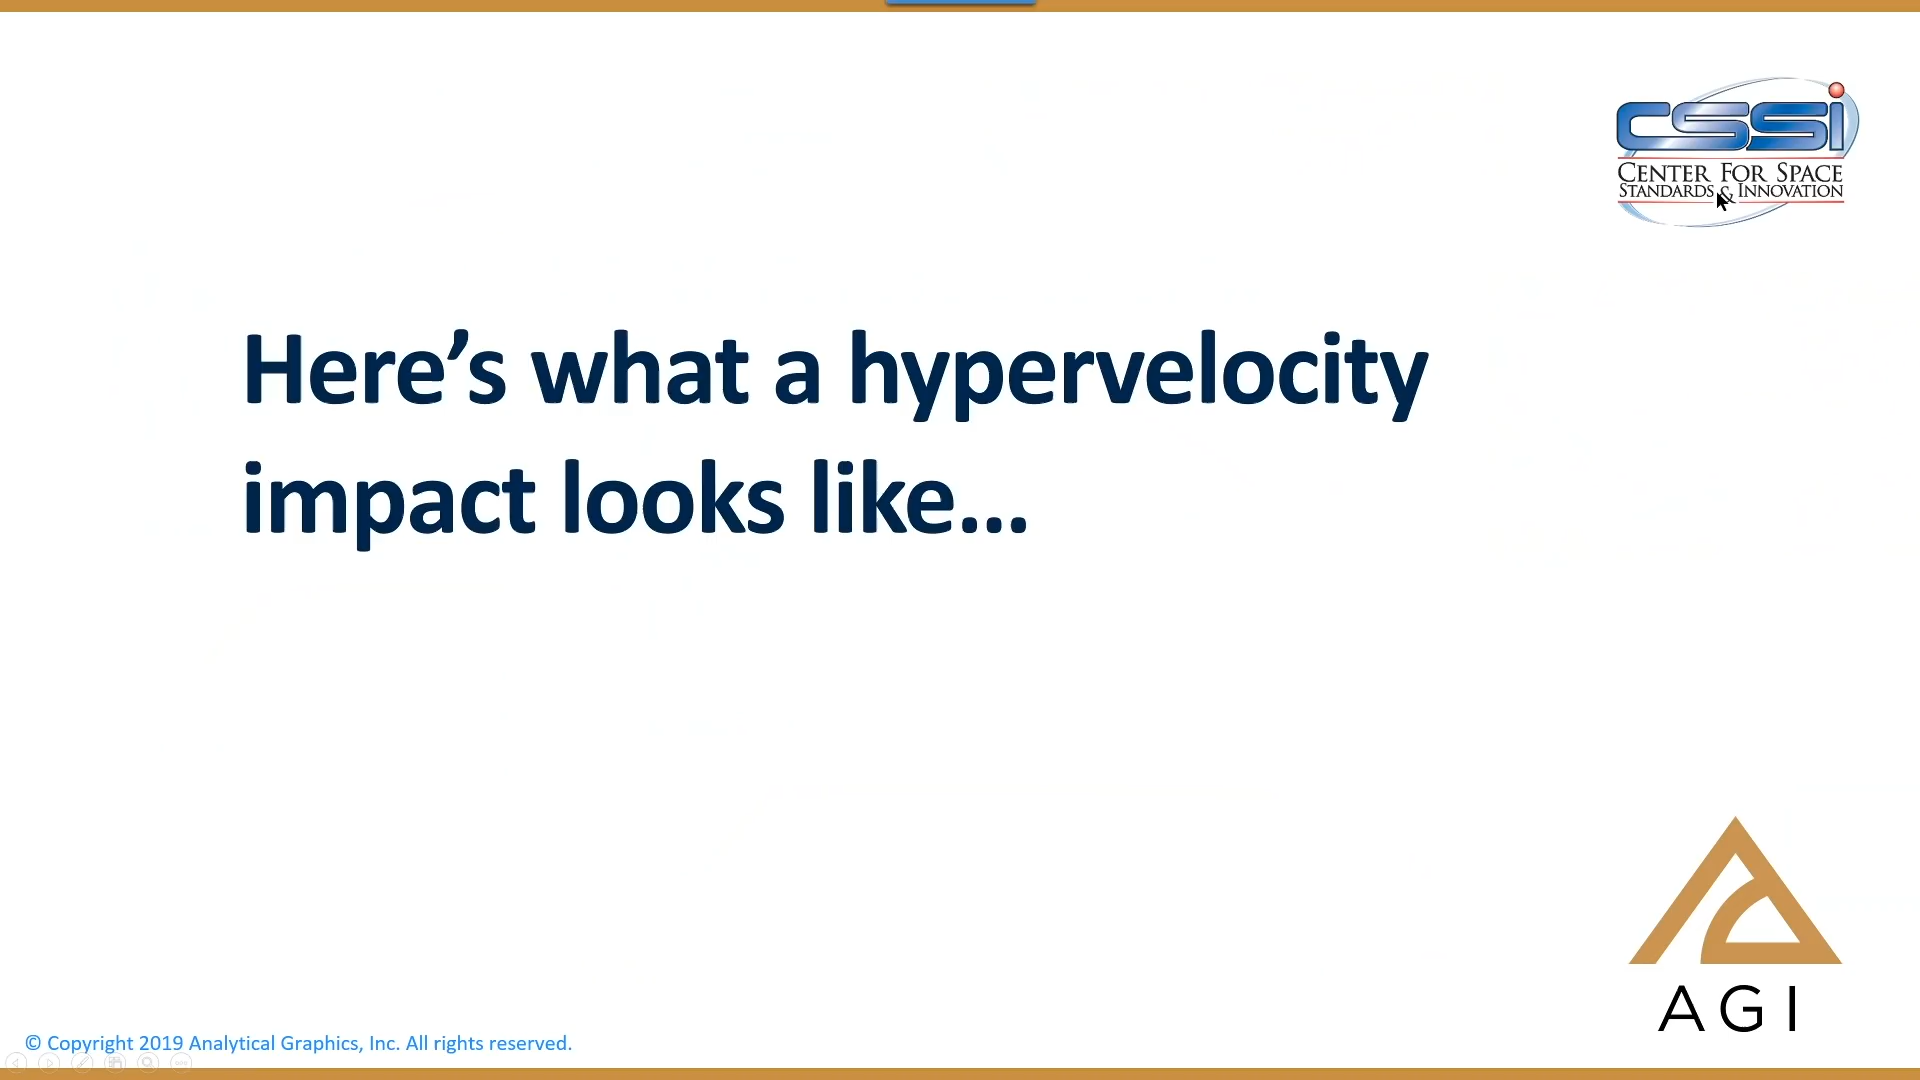 cssi
CENTER FOR SPACE
STANDARDS & INNOVATION
Here’s what a hypervelocity
impact looks like...
AGI
© Copyright 2019 Analytical Graphics, Inc. All rights reserved.